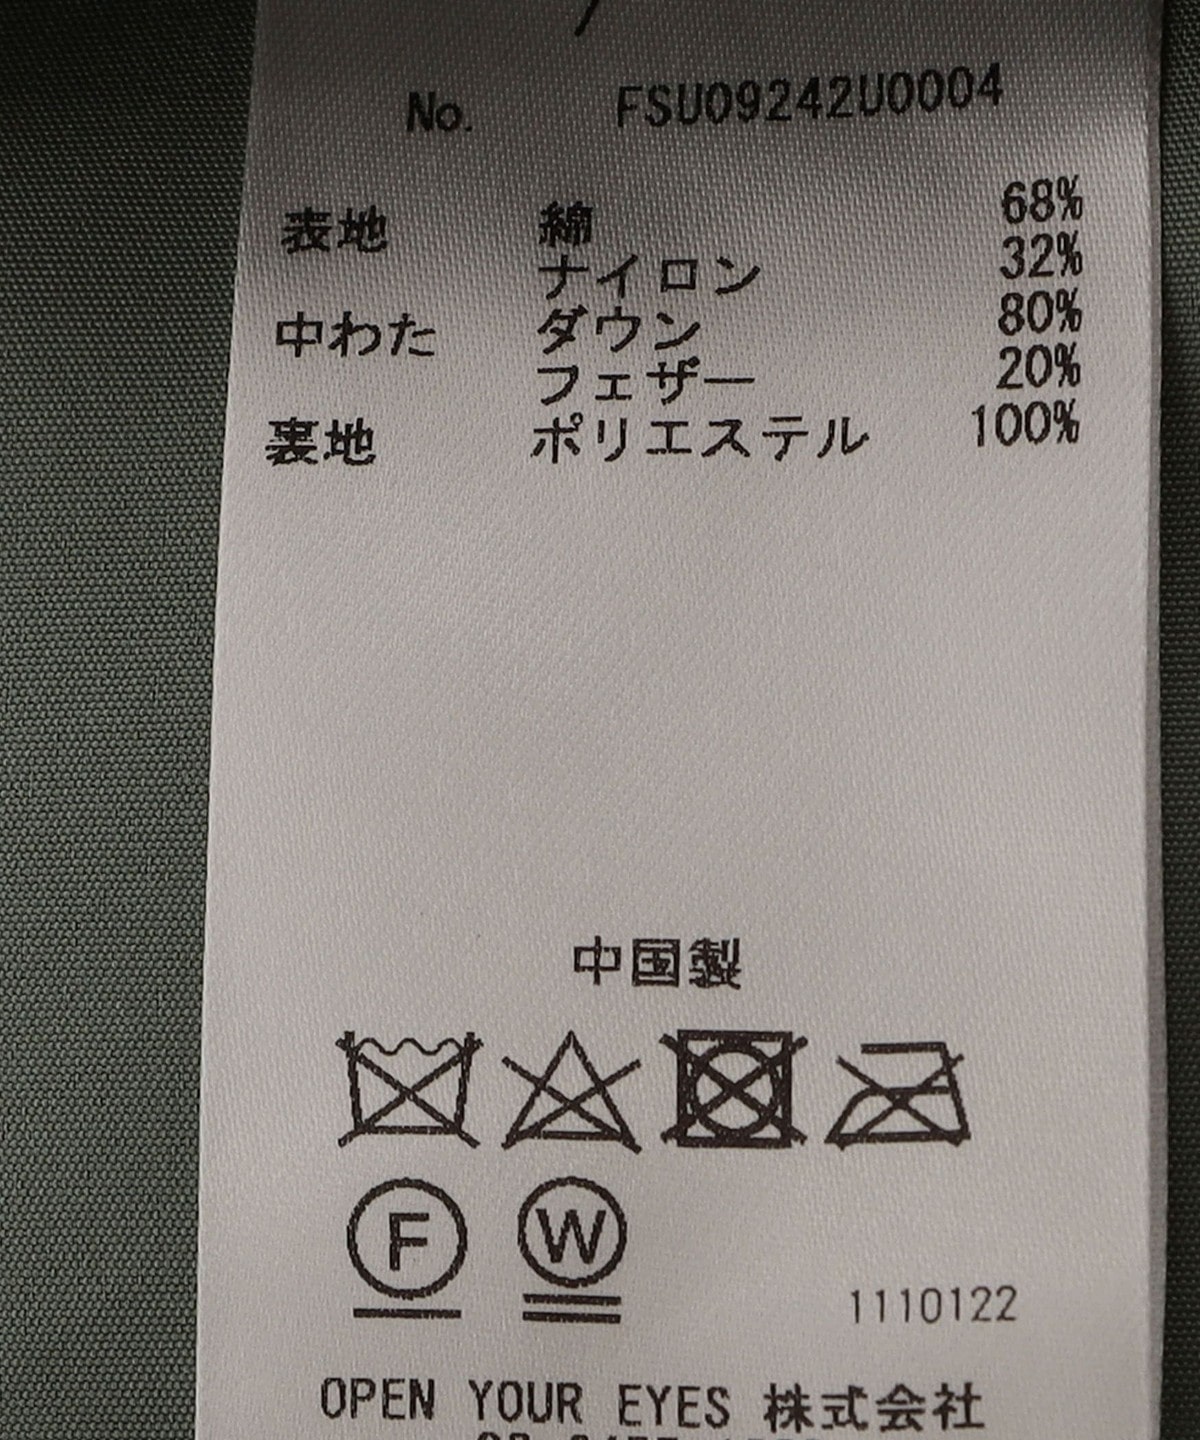 No. FSU09242U0004
表地 綿 68%
ナイロン 32%
中わた ダウン 80%
フェザー 20%
裏地 ポリエステル 100%
中国製
F W
1110122
OPEN YOUR EYES 株式会社